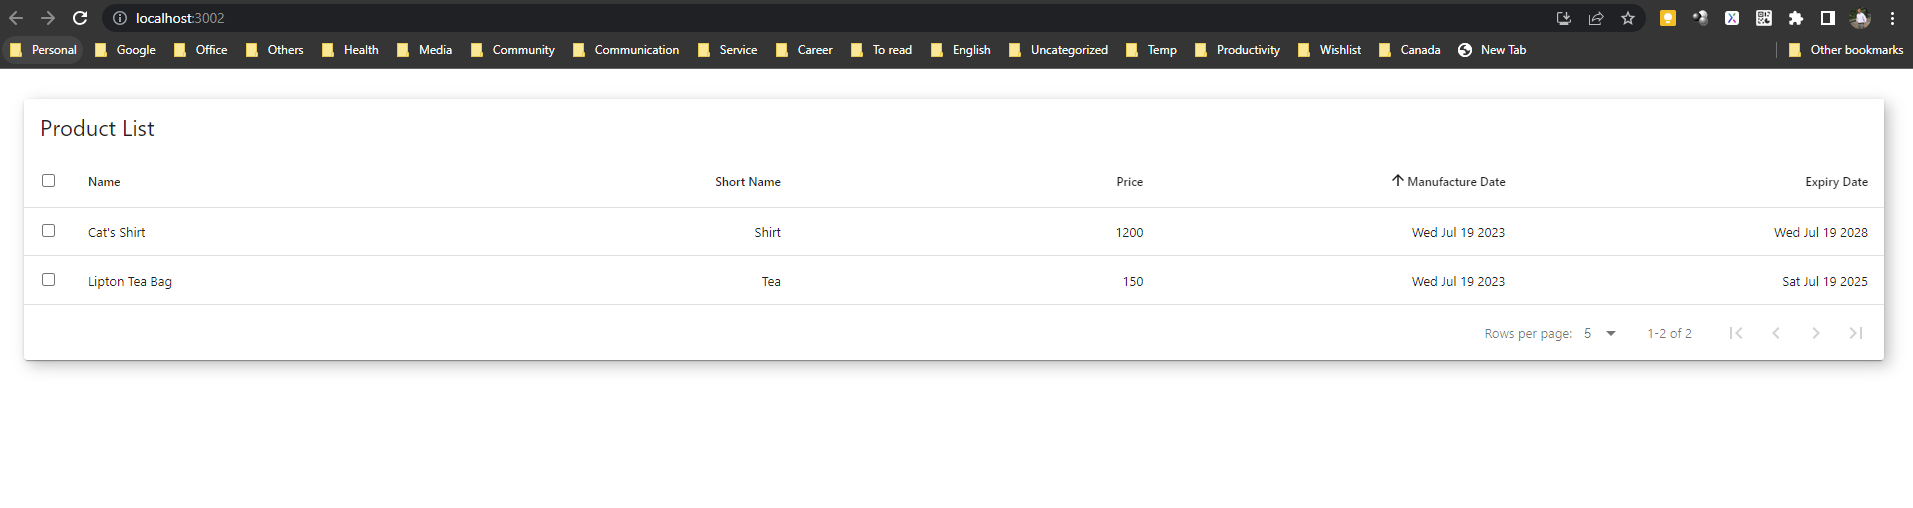 localhost:3002
Personal Google Office Others Health Media Community Communication Service Career To read English Uncategorized Temp Productivity Wishlist Canada New Tab Other bookmarks
Product List
Name Short Name Price Manufacture Date Expiry Date
Cat's Shirt Shirt 1200 Wed Jul 19 2023 Wed Jul 19 2028
Lipton Tea Bag Tea 150 Wed Jul 19 2023 Sat Jul 19 2025
Rows per page: 5 1-2 of 2